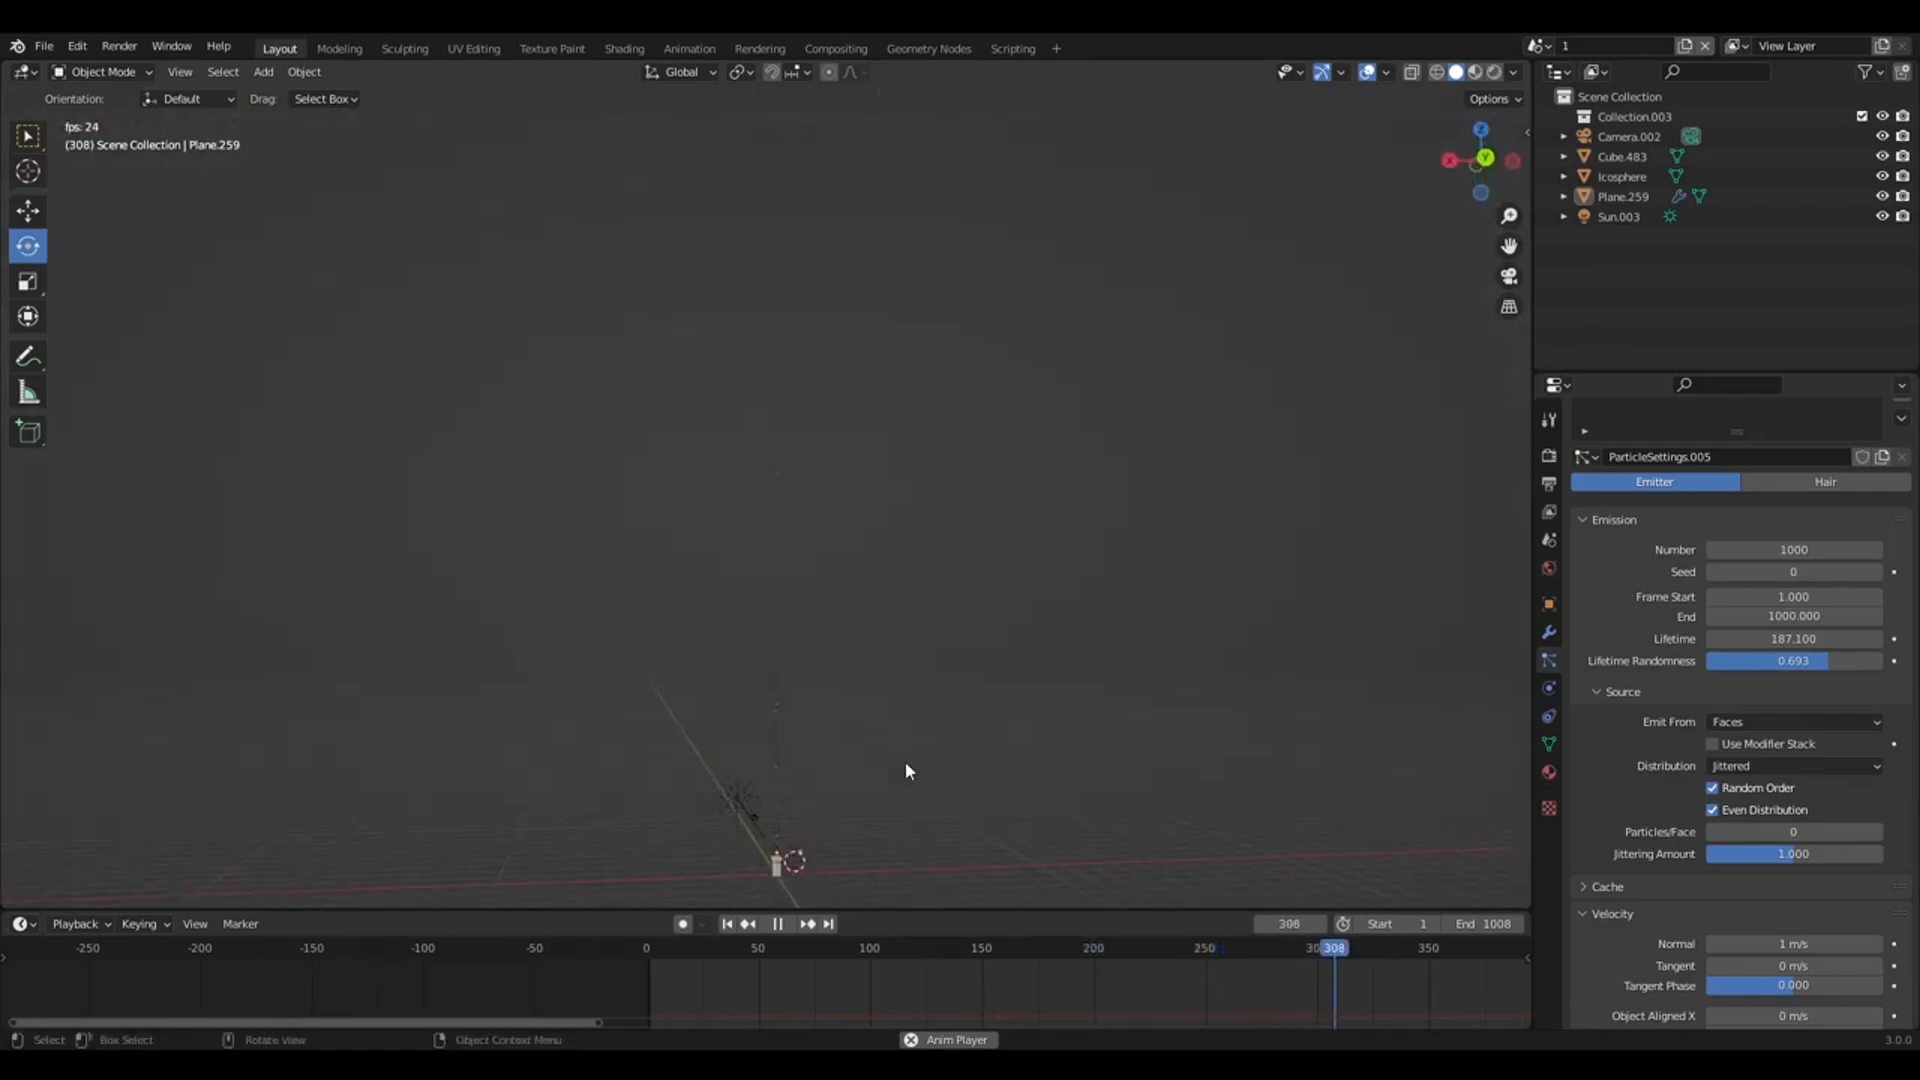 File Edit Render Window Help Layout Modeling Sculpting UV Editing Texture Paint Shading Animation Rendering Compositing Geometry Nodes Scripting + 1 View Layer
Object Mode View Select Add Object Global
Orientation: Default Drag: Select Box Options
fps: 24
(308) Scene Collection | Plane.259
Z
X
Y
Scene Collection
Collection.003
Camera.002
Cube.483
Icosphere
Plane.259
Sun.003
ParticleSettings.005
Emitter Hair
Emission
Number 1000
Seed 0
Frame Start 1.000
End 1000.000
Lifetime 187.100
Lifetime Randomness 0.693
Source
Emit From Faces
Use Modifier Stack
Distribution Jittered
Random Order
Even Distribution
Particles/Face 0
Jittering Amount 1.000
Cache
Velocity
Normal 1 m/s
Tangent 0 m/s
Tangent Phase 0.000
Object Aligned X 0 m/s
Playback Keying View Marker 308 Start 1 End 1008
-250 -200 -150 -100 -50 0 50 100 150 200 250 30 308 350
Select Box Select Rotate View Object Context Menu Anim Player 3.0.0